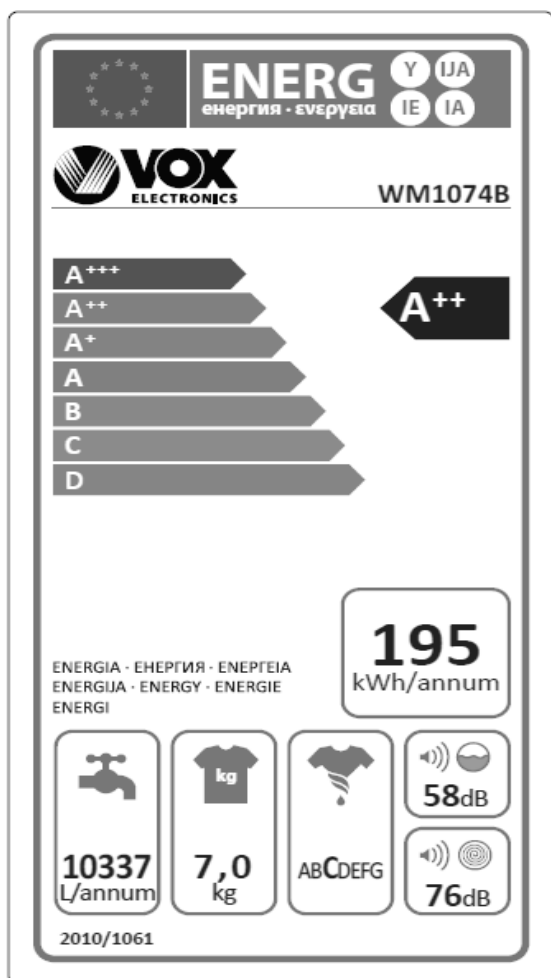 ENERG
енергия · ενεργεια
Y IJA
IE IA
VOX
ELECTRONICS
WM1074B
A+++
A++
A++
A+
A
B
C
D
195
kWh/annum
ENERGIA · ЕНЕРГИЯ · ΕΝΕΡΓΕΙΑ
ENERGIJA · ENERGY · ENERGIE
ENERGI
10337
L/annum
kg
7,0
kg
ABCDEFG
58dB
76dB
2010/1061